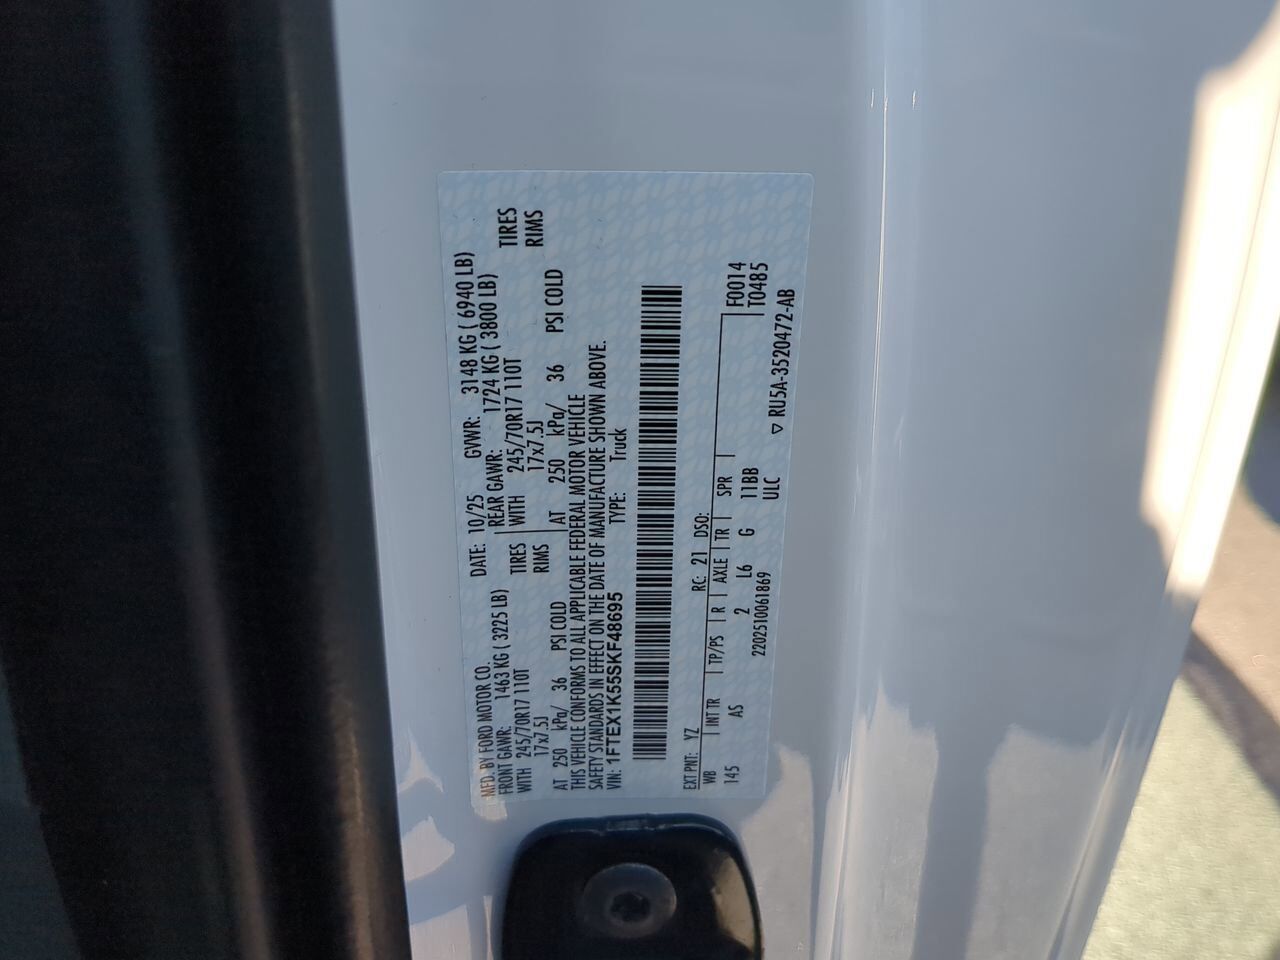 MFD. BY FORD MOTOR CO.
DATE: 10/25 GVWR: 3148 KG ( 6940 LB)
FRONT GAWR: 1463 KG ( 3225 LB) REAR GAWR: 1724 KG ( 3800 LB)
WITH 245/70R17 110T TIRES WITH 245/70R17 110T TIRES
17x7.5J RIMS 17x7.5J RIMS
AT 250 kPa/ 36 PSI COLD AT 250 kPa/ 36 PSI COLD
THIS VEHICLE CONFORMS TO ALL APPLICABLE FEDERAL MOTOR VEHICLE
SAFETY STANDARDS IN EFFECT ON THE DATE OF MANUFACTURE SHOWN ABOVE.
VIN: 1FTEX1K55SKF48695 TYPE: Truck
EXT PNT: YZ RC: 21 DSO: F0014
WB INT TR TP/PS R AXLE TR SPR T0485
145 AS 2 L6 G 11BB
2202510061869 ULC
▽ RU5A-3520472-AB